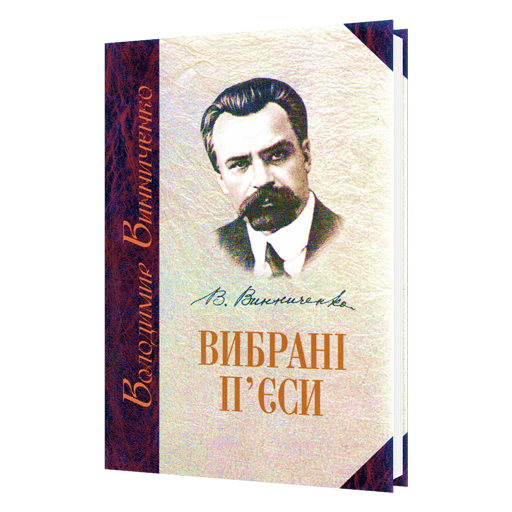 Володимир Винниченко
В. Винниченко
ВИБРАНІ
П’ЄСИ